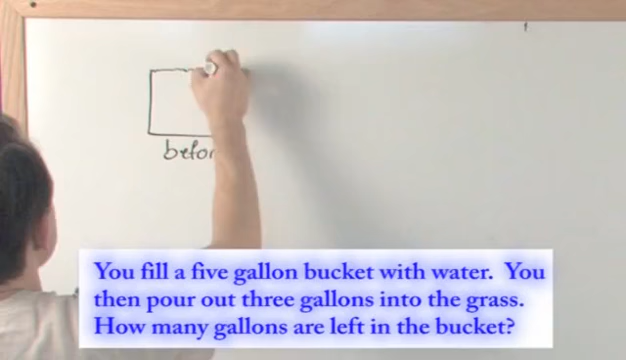 befor
You fill a five gallon bucket with water. You
then pour out three gallons into the grass.
How many gallons are left in the bucket?